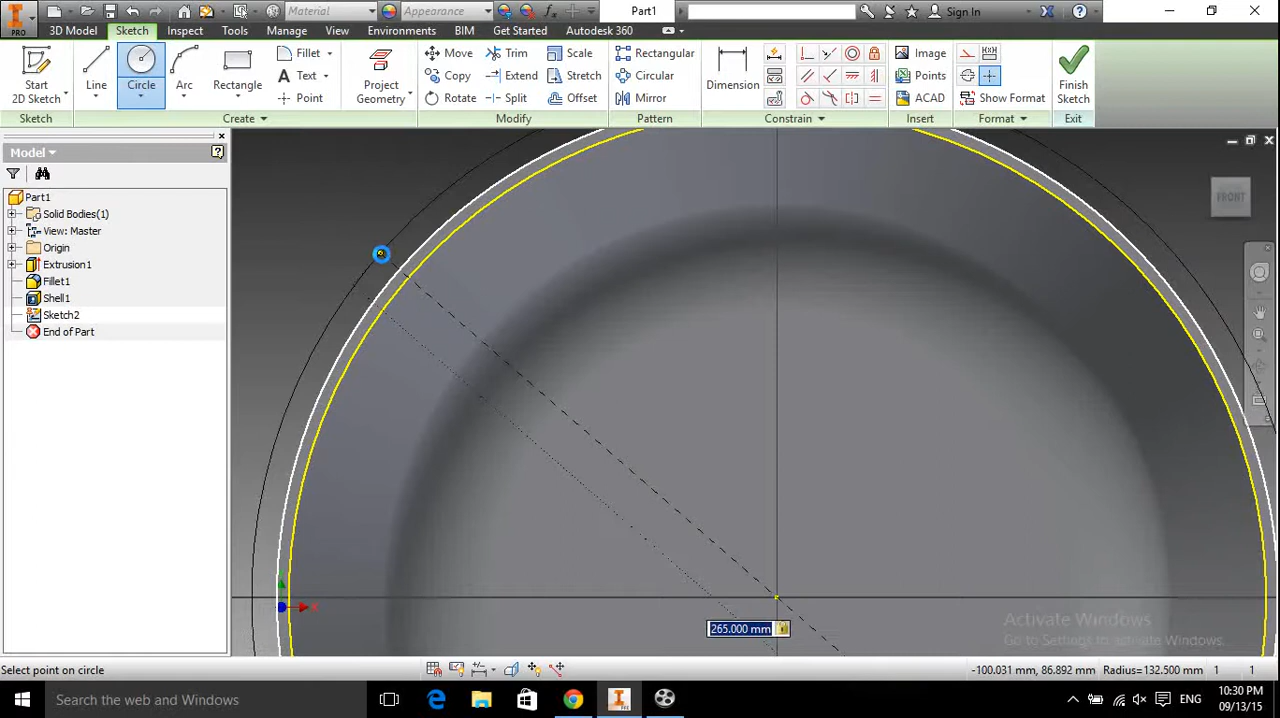 Material
Appearance
Part1
Sign In
PRO
3D Model
Sketch
Inspect
Tools
Manage
View
Environments
BIM
Get Started
Autodesk 360
Start
2D Sketch
Line
Circle
Arc
Rectangle
Fillet
Text
Point
Project
Geometry
Move
Copy
Rotate
Trim
Extend
Split
Scale
Stretch
Offset
Rectangular
Circular
Mirror
Dimension
Image
Points
ACAD
Show Format
Finish
Sketch
Sketch
Create
Modify
Pattern
Constrain
Insert
Format
Exit
Model
Part1
Solid Bodies(1)
View: Master
Origin
Extrusion1
Fillet1
Shell1
Sketch2
End of Part
FRONT
X
265.000 mm
Activate Windows
Go to Settings to activate Windows.
Select point on circle
-100.031 mm, 86.892 mm
Radius=132.500 mm
1
1
Search the web and Windows
ENG
10:30 PM
09/13/15